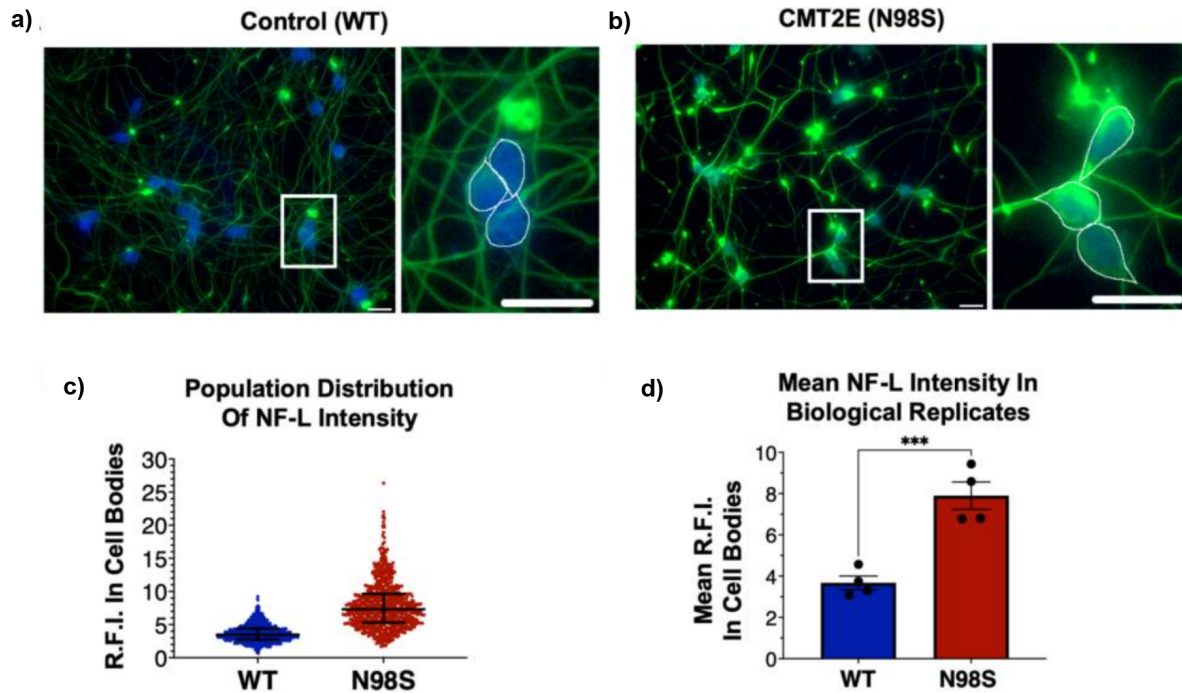 a)
Control (WT)
b)
CMT2E (N98S)
c)
Population Distribution
Of NF-L Intensity
R.F.I. In Cell Bodies
30
25
20
15
10
5
0
WT
N98S
d)
Mean NF-L Intensity In
Biological Replicates
Mean R.F.I.
In Cell Bodies
10
8
6
4
2
0
***
WT
N98S